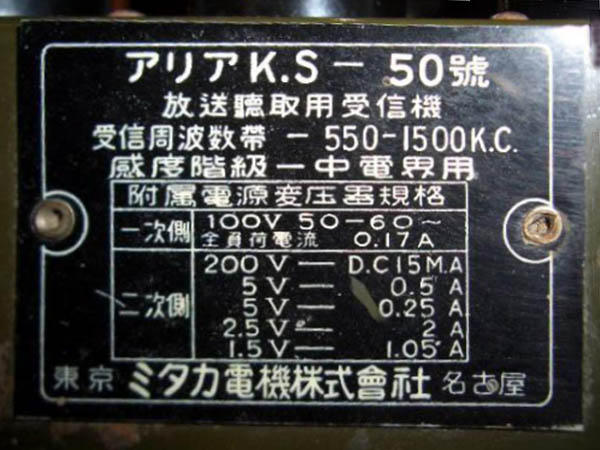 アリア K.S － 50號
放送聽取用受信機
受信周波数帶 － 550-1500K.C.
感度階級－中電界用
附属電源変圧器規格
一次側 100V 50－60～
全負荷電流 0.17A
二次側 200V — D.C 15M.A
5V — 0.5A
5V — 0.25A
2.5V — 2A
1.5V — 1.05A
東京 ミタカ電機株式會社 名古屋